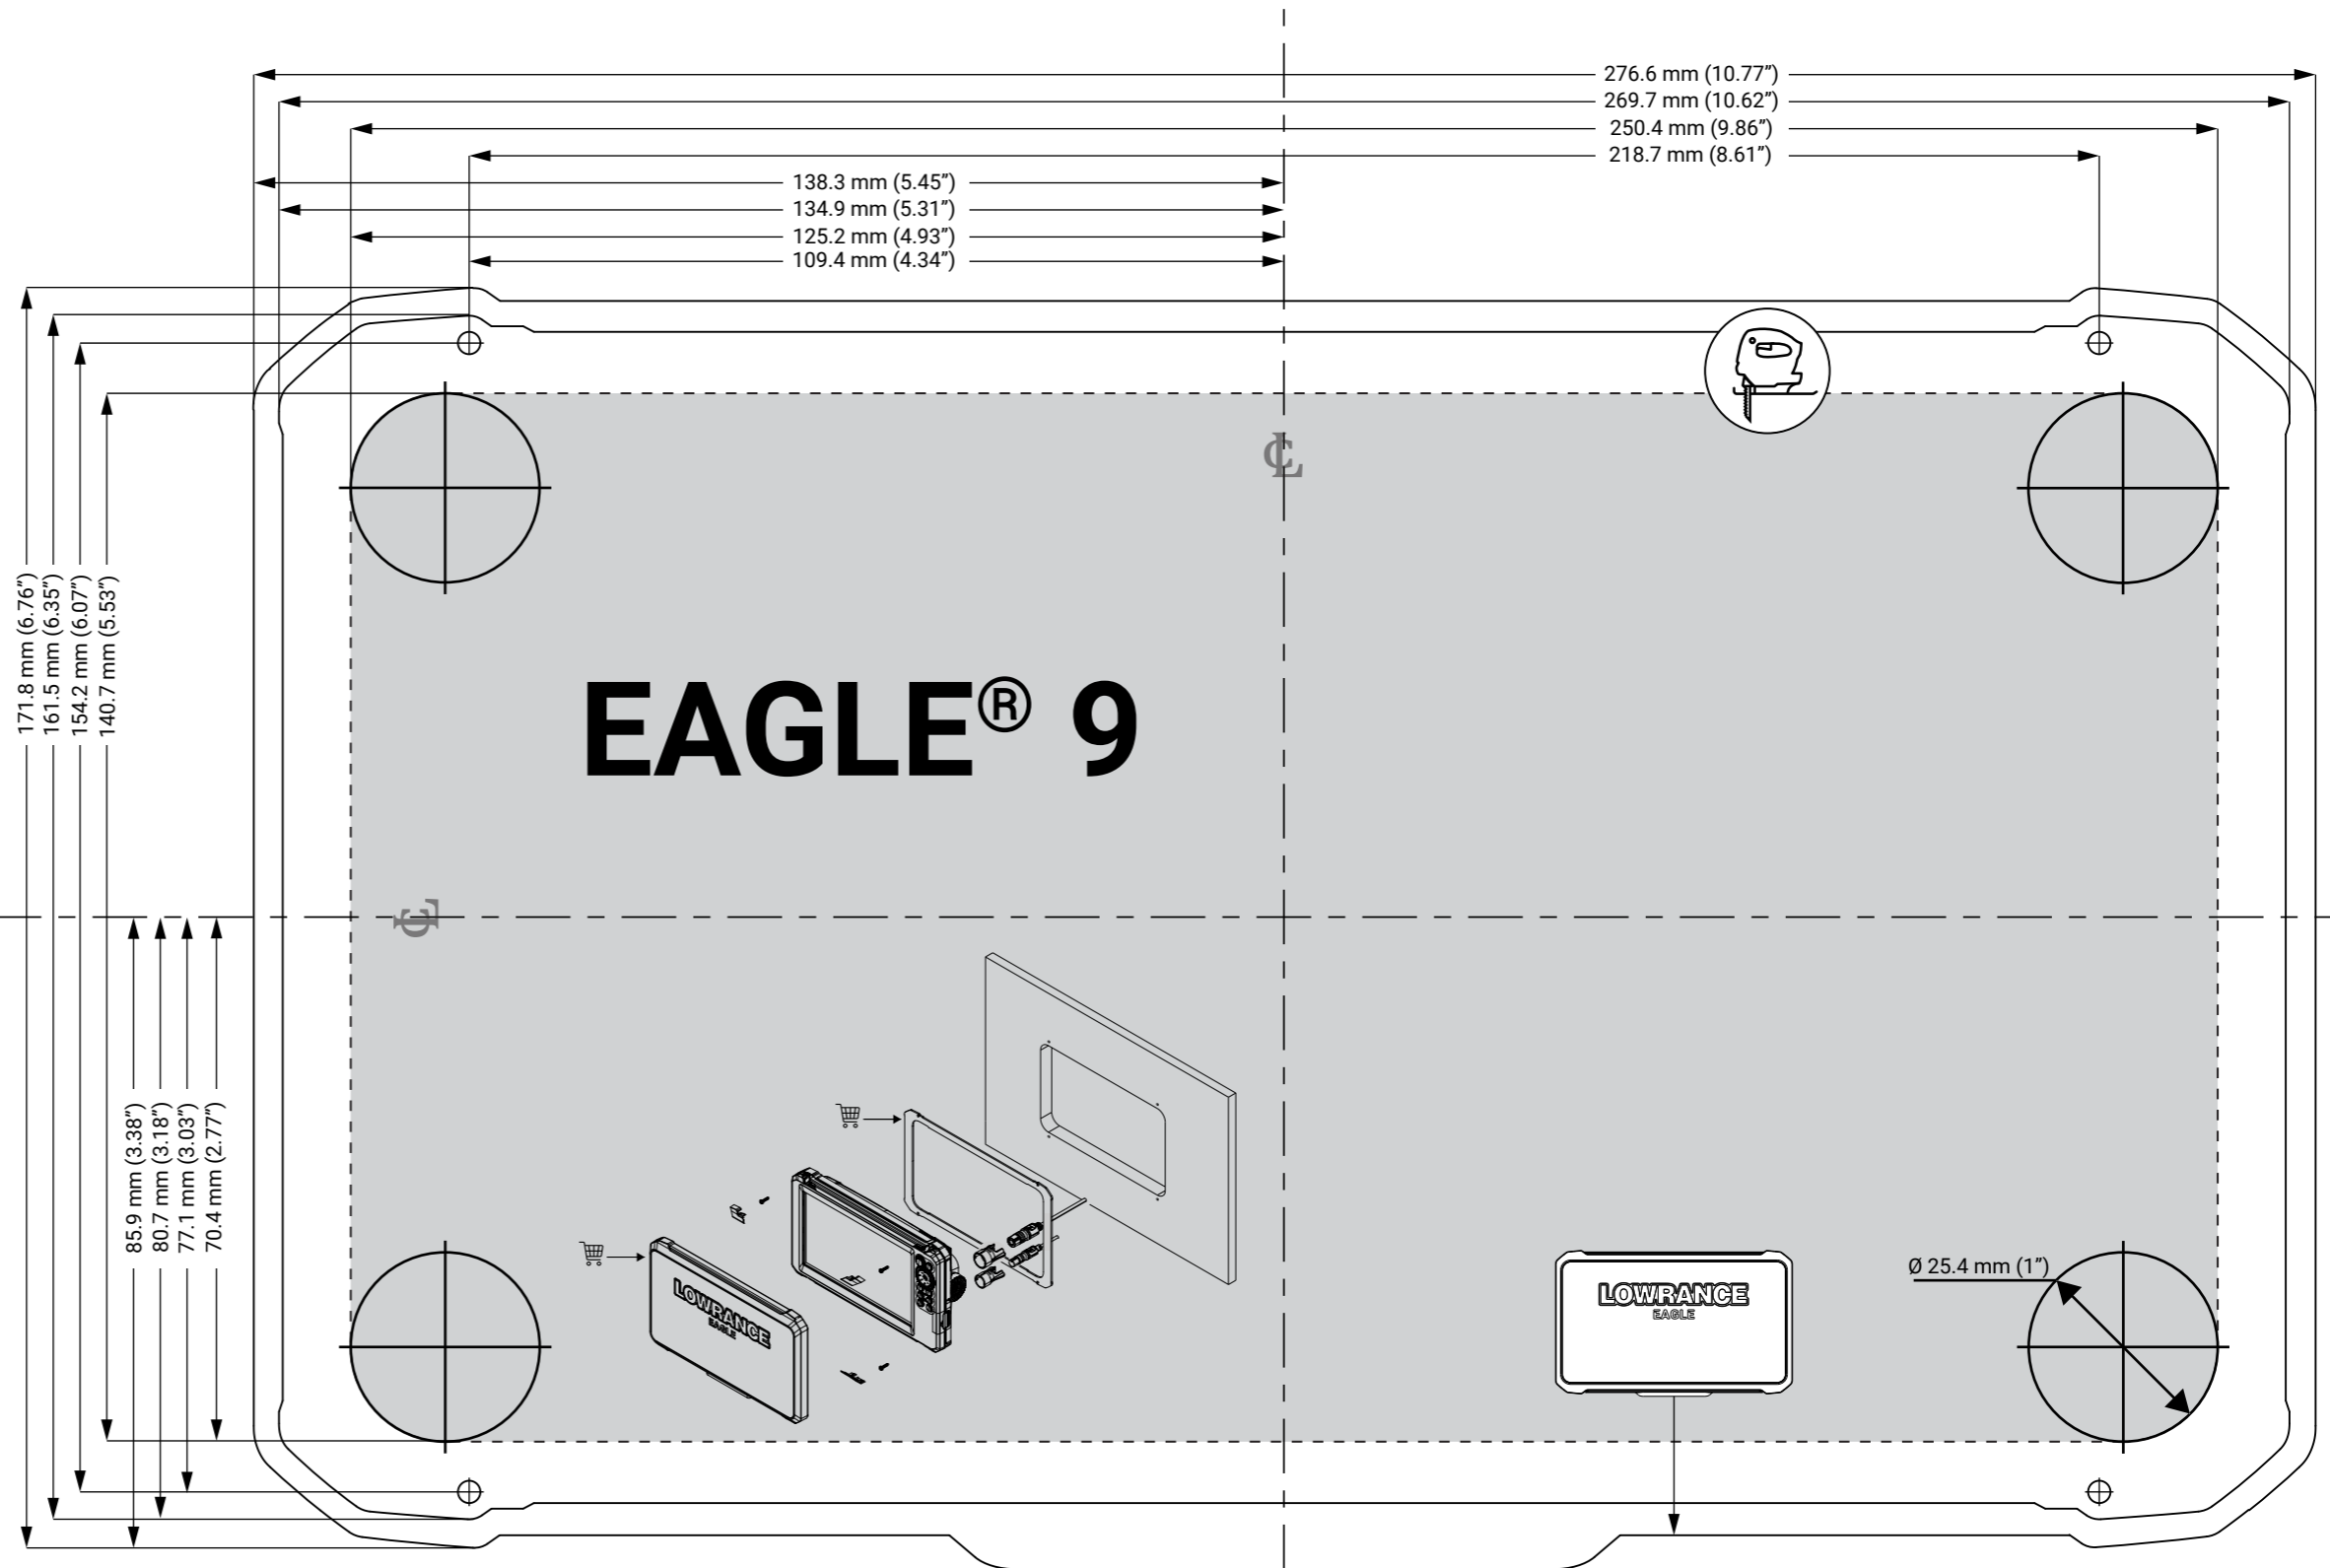 276.6 mm (10.77”)
269.7 mm (10.62”)
250.4 mm (9.86”)
218.7 mm (8.61”)
138.3 mm (5.45”)
134.9 mm (5.31”)
125.2 mm (4.93”)
109.4 mm (4.34”)
171.8 mm (6.76”)
161.5 mm (6.35”)
154.2 mm (6.07”)
140.7 mm (5.53”)
℄
EAGLE® 9
℄
85.9 mm (3.38”)
80.7 mm (3.18”)
77.1 mm (3.03”)
70.4 mm (2.77”)
LOWRANCE
EAGLE
LOWRANCE
EAGLE
Ø 25.4 mm (1”)